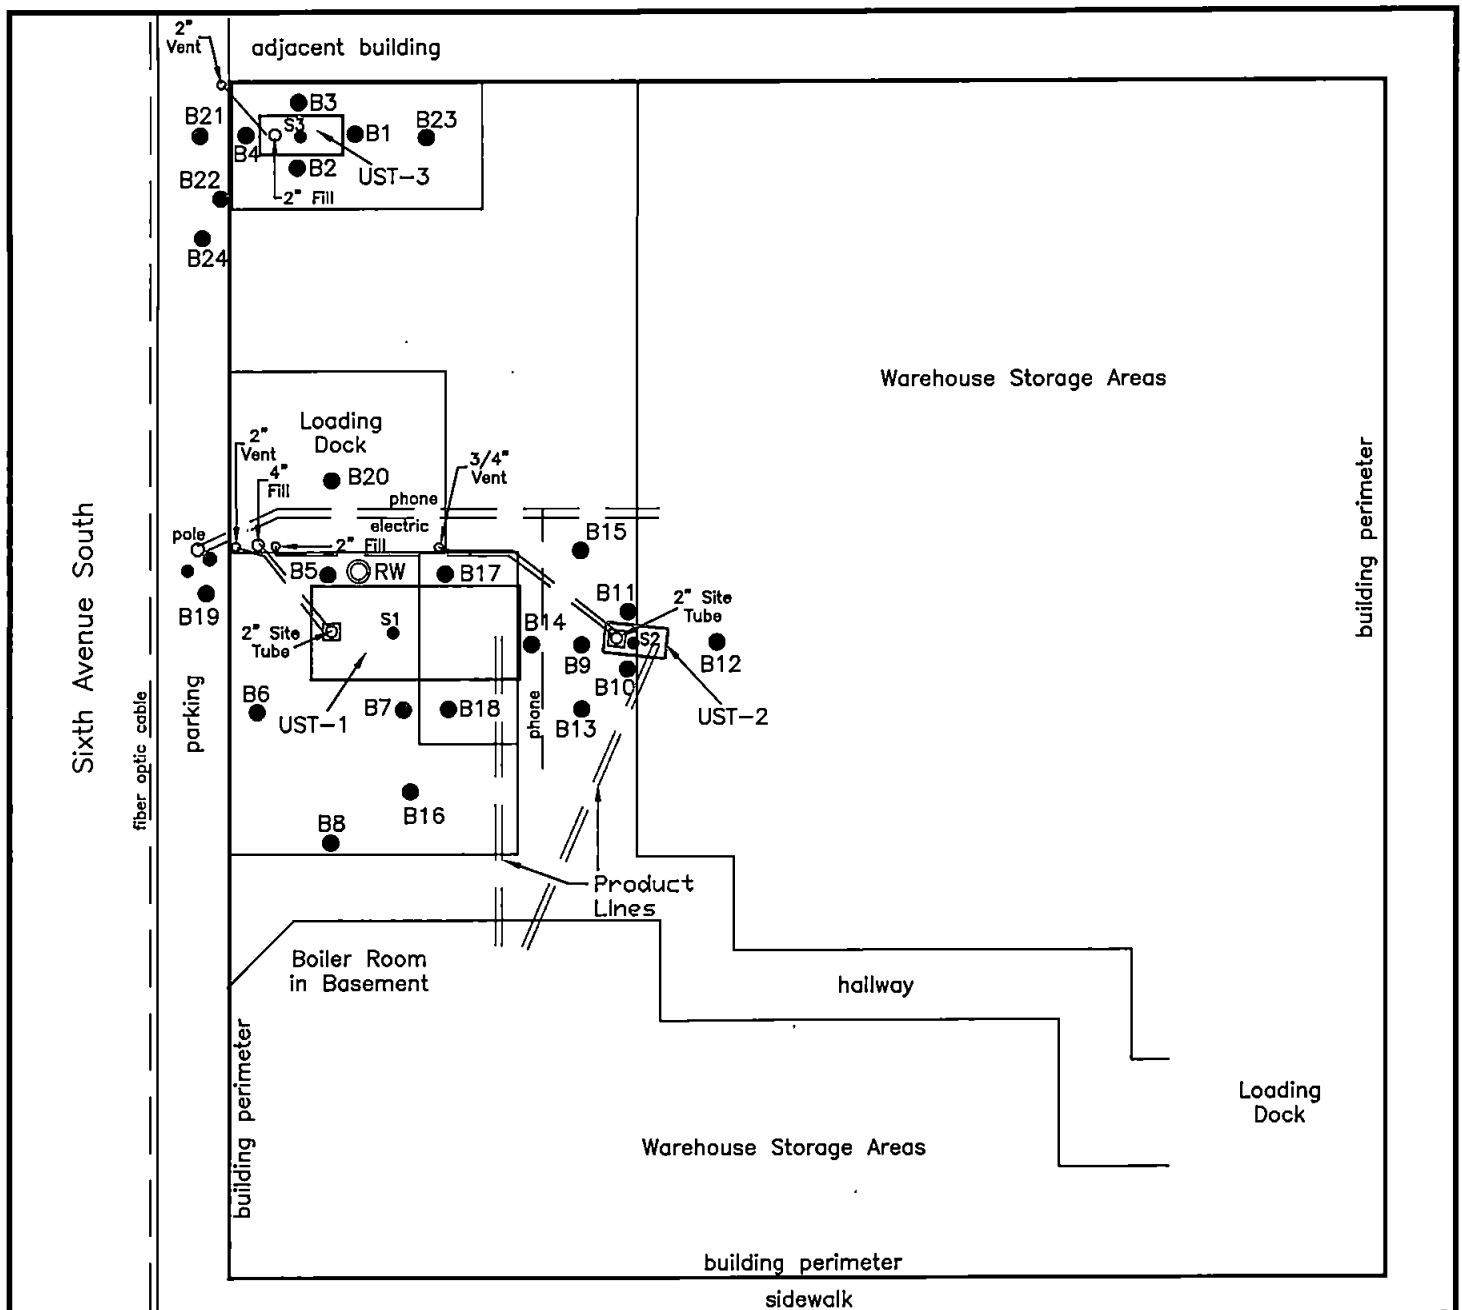 2"
Vent
adjacent building
B3
B21
S3
B1
B23
B4
B2
UST-3
B22
2" Fill
B24
Warehouse Storage Areas
Loading
Dock
2"
Vent
4"
Fill
3/4"
Vent
B20
phone
electric
pole
2" Fill
B15
B5
RW
B17
B19
B11
2" Site
Tube
S1
2" Site
Tube
B14
S2
B9
B12
B10
B6
B7
B18
UST-1
B13
UST-2
phone
building perimeter
Sixth Avenue South
parking
fiber optic cable
B16
B8
Product
Lines
Boiler Room
in Basement
hallway
building perimeter
Loading
Dock
Warehouse Storage Areas
building perimeter
sidewalk